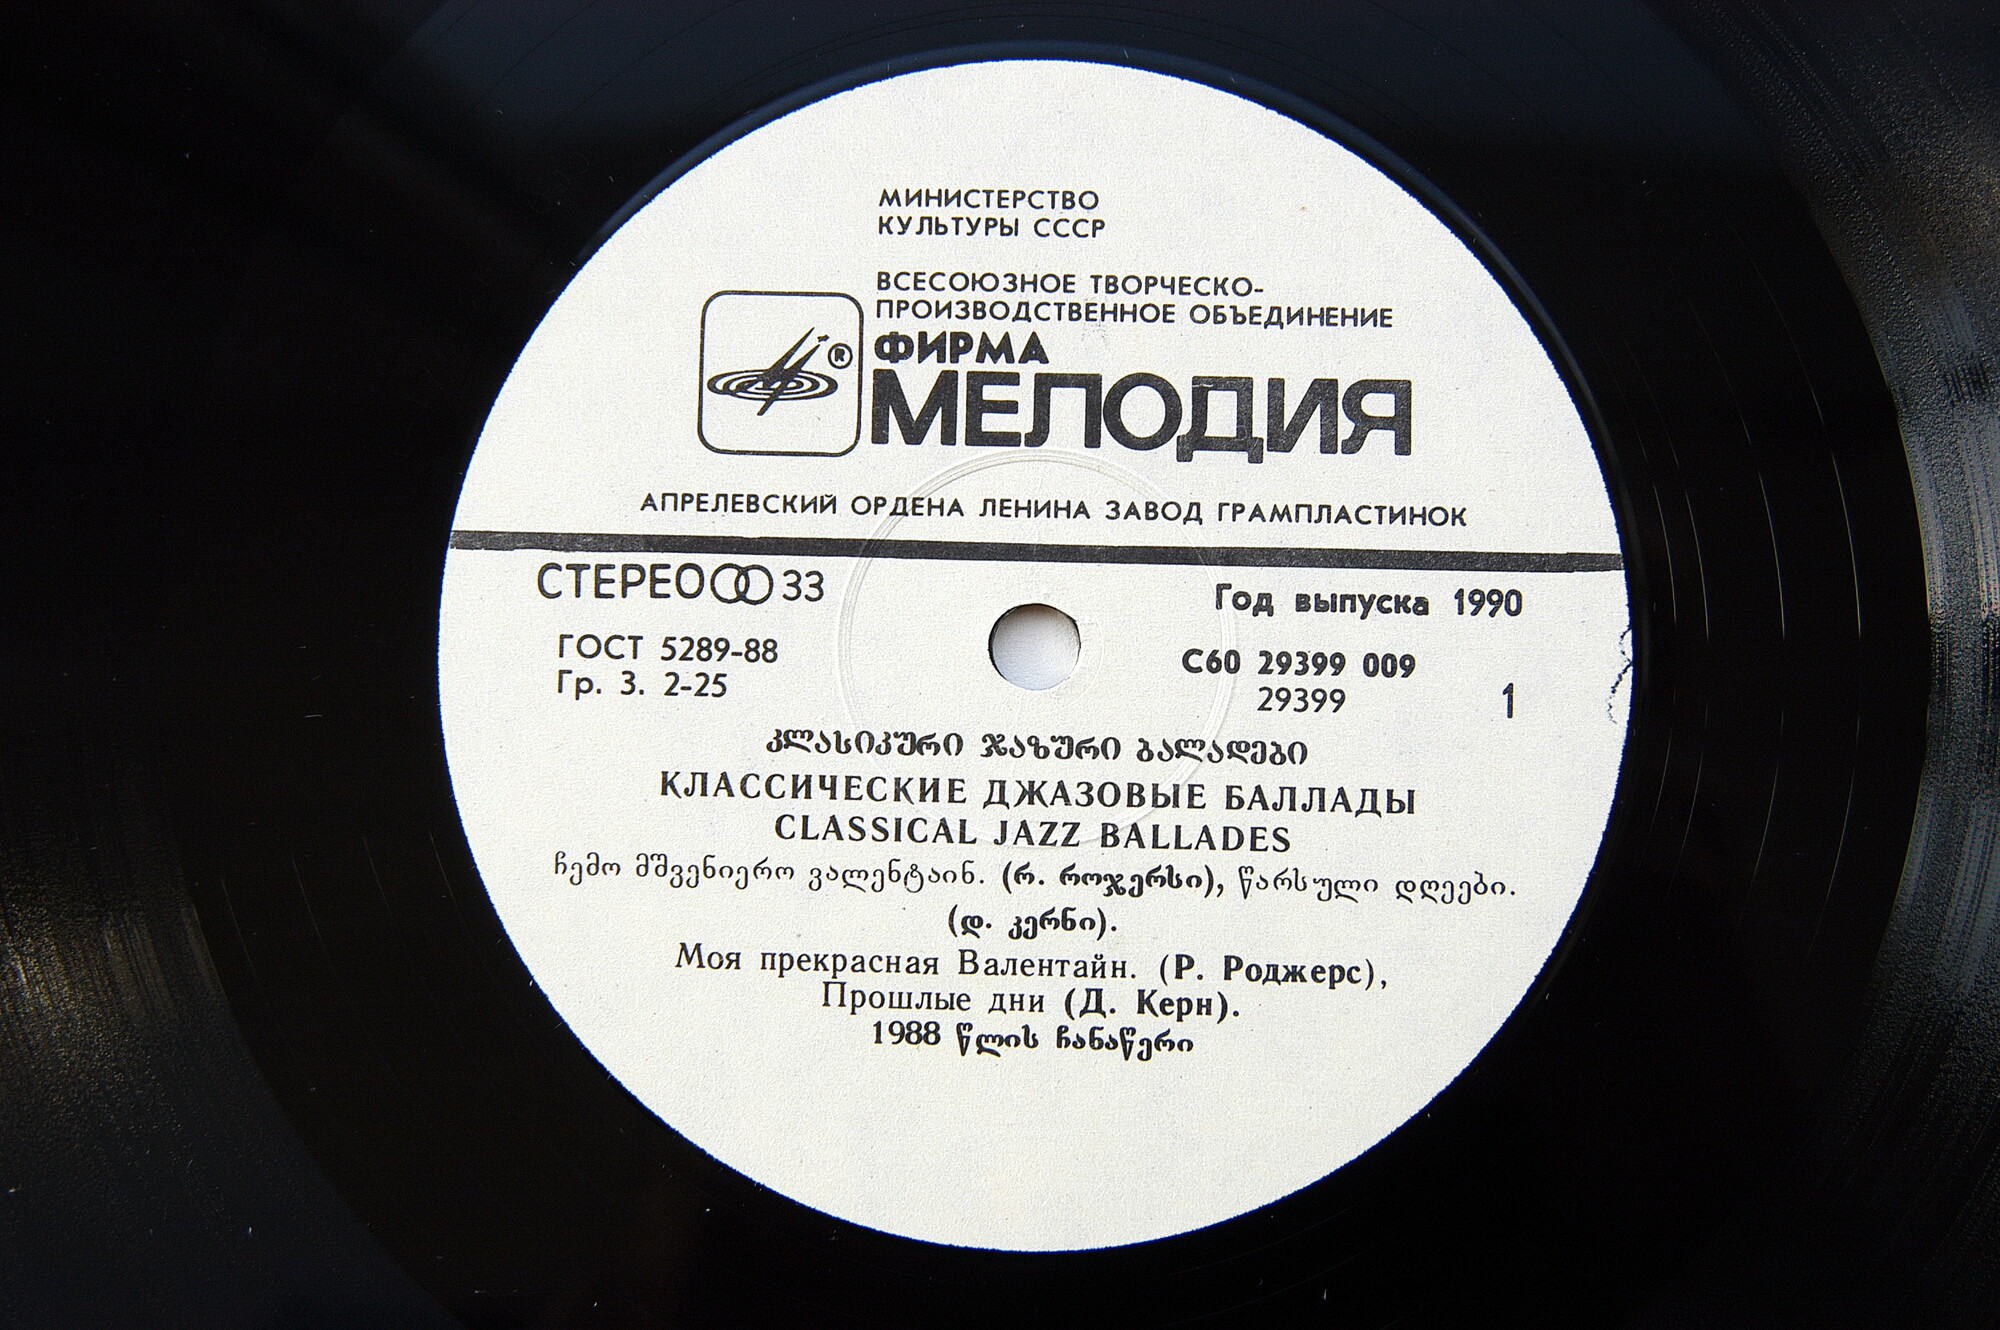 МИНИСТЕРСТВО
КУЛЬТУРЫ СССР
ВСЕСОЮЗНОЕ ТВОРЧЕСКО-
ПРОИЗВОДСТВЕННОЕ ОБЪЕДИНЕНИЕ
ФИРМА
®
МЕЛОДИЯ
АПРЕЛЕВСКИЙ ОРДЕНА ЛЕНИНА ЗАВОД ГРАМПЛАСТИНОК
СТЕРЕО 33
Год выпуска 1990
ГОСТ 5289-88
Гр. 3. 2-25
С60 29399 009
29399
1
კლასიკური ჯაზური ბალადები
КЛАССИЧЕСКИЕ ДЖАЗОВЫЕ БАЛЛАДЫ
CLASSICAL JAZZ BALLADES
ჩემო მშვენიერო ვალენტაინ. (რ. როჯერსი), წარსული დღეები.
(დ. კერნი).
Моя прекрасная Валентайн. (Р. Роджерс),
Прошлые дни (Д. Керн).
1988 წლის ჩანაწერი